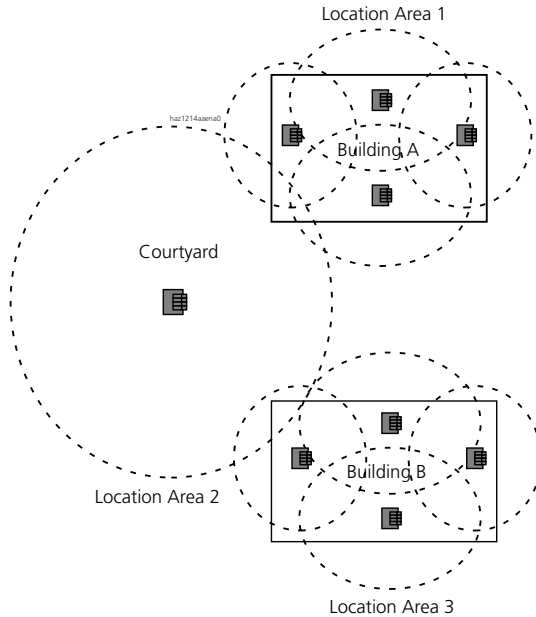 Location Area 1
haz1214aaena0
Building A
Courtyard
Building B
Location Area 2
Location Area 3